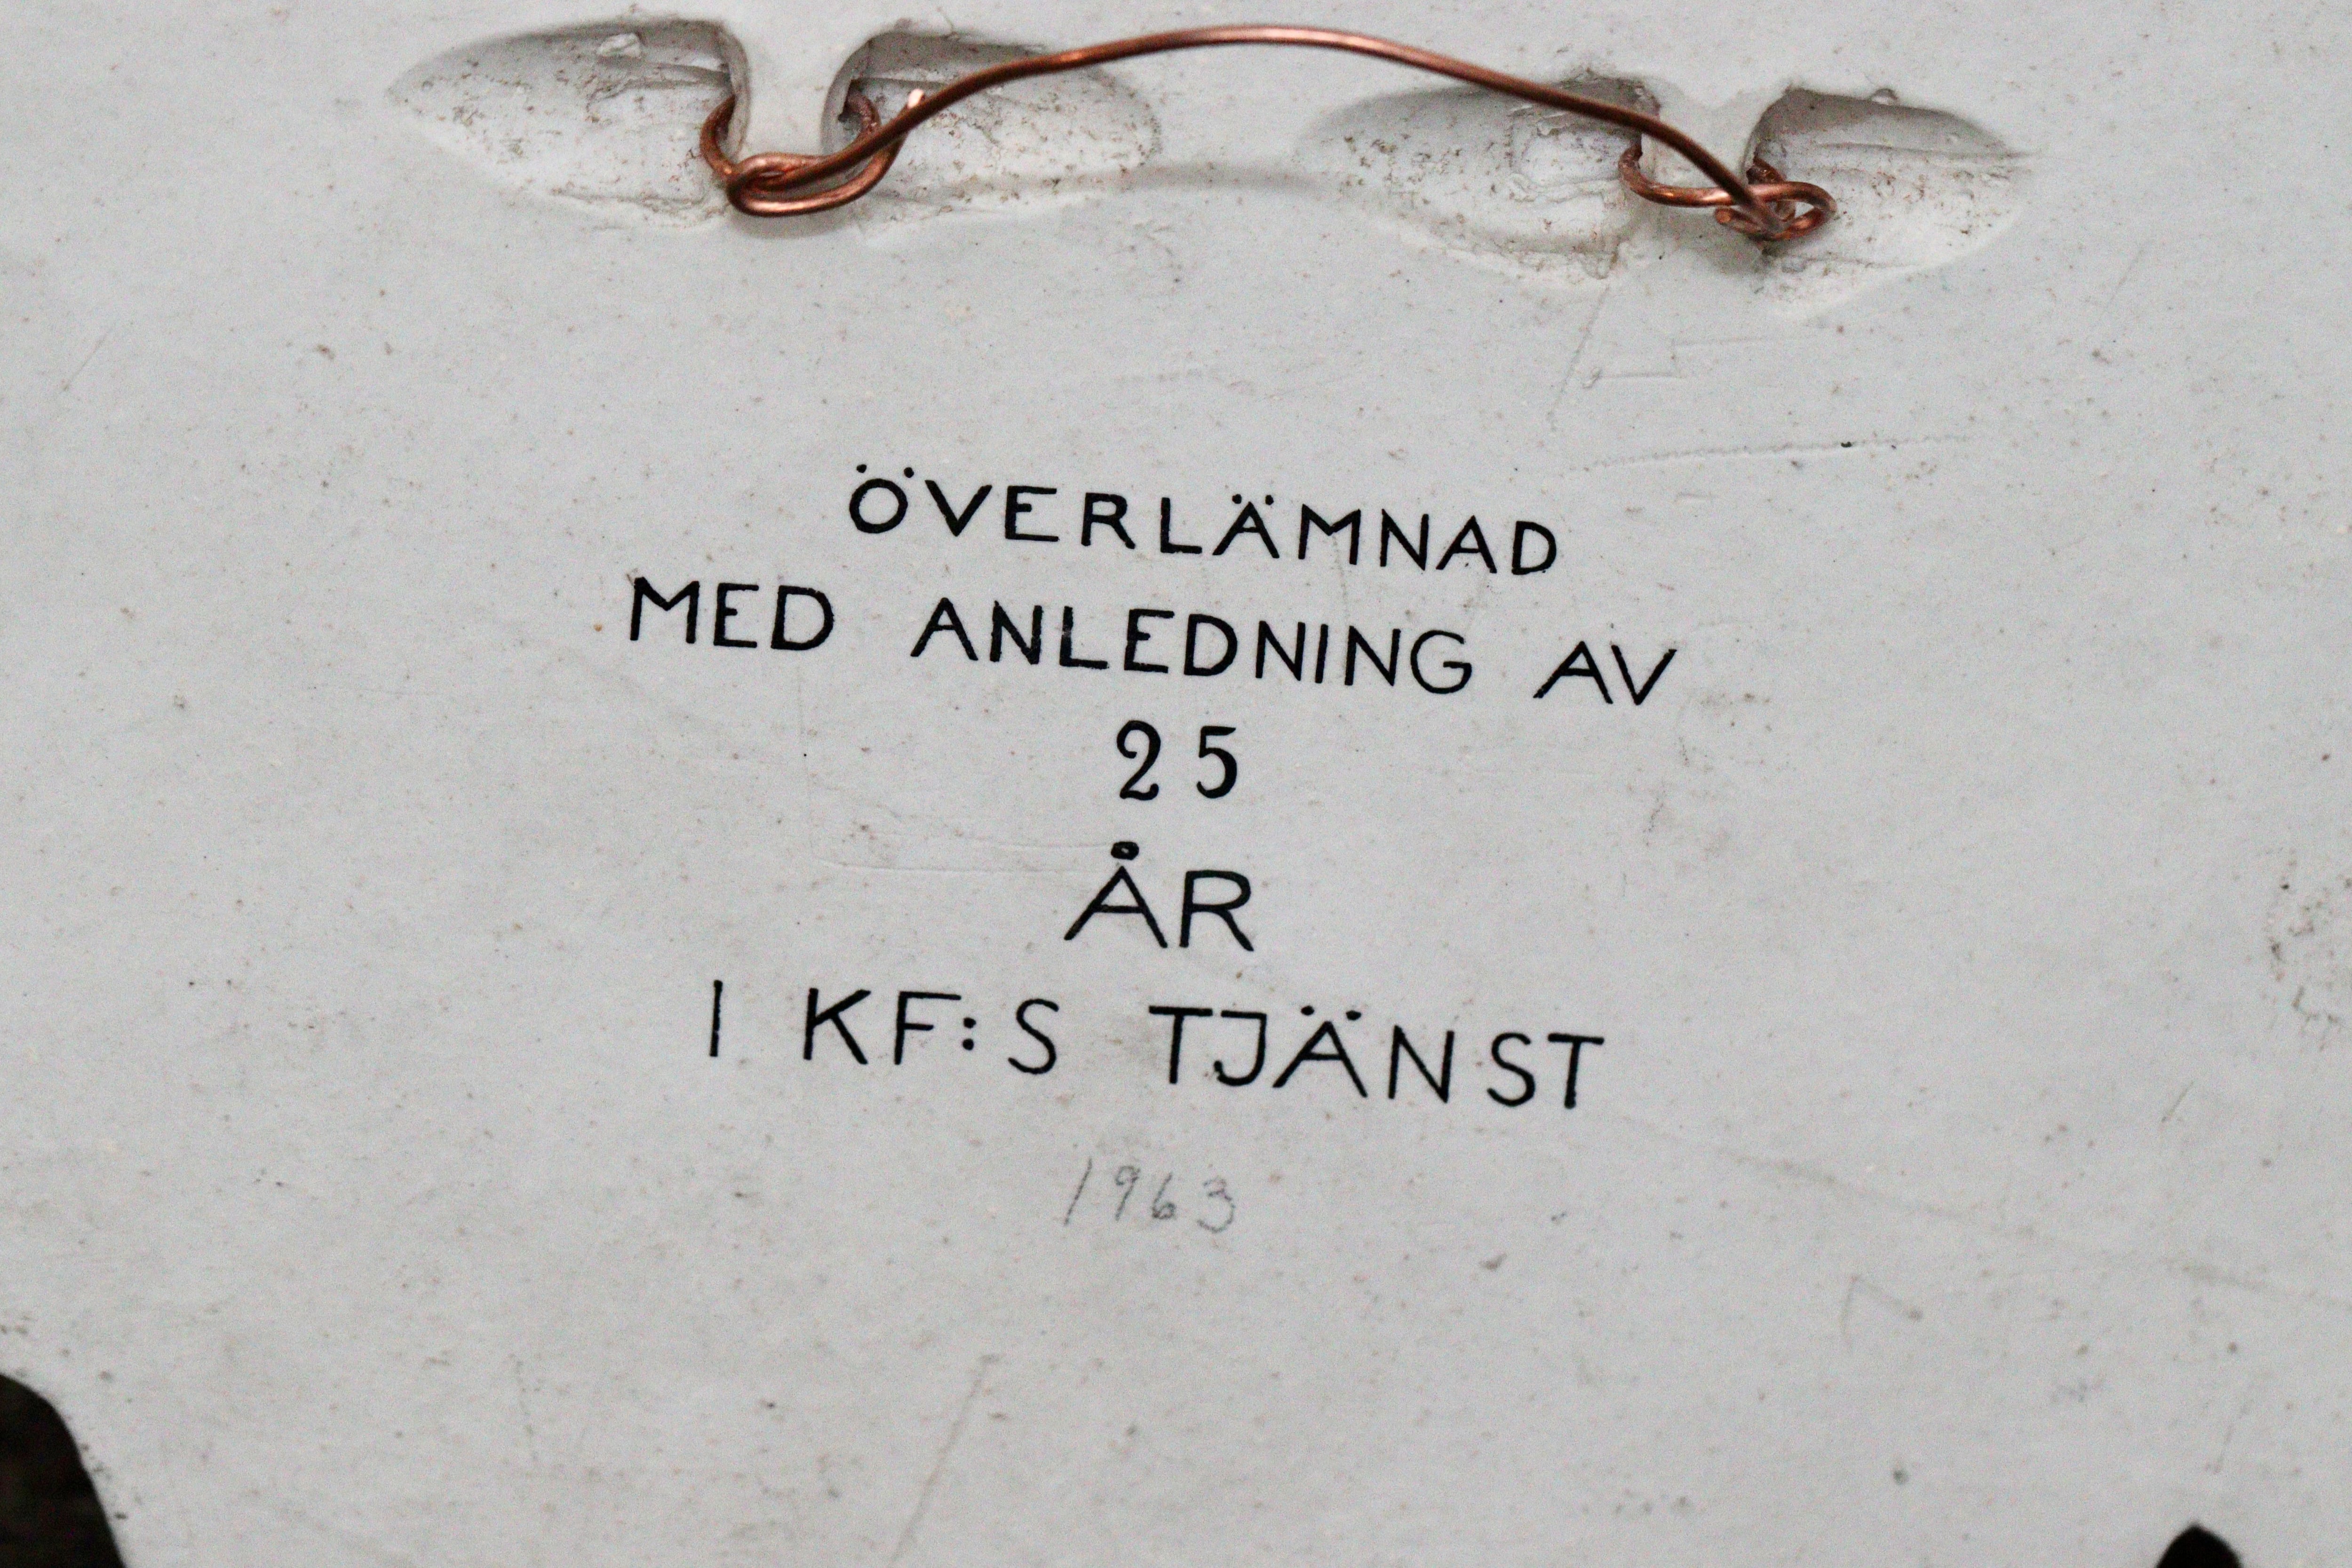 ÖVERLÄMNAD
MED ANLEDNING AV
25
ÅR
I KF:S TJÄNST
1963